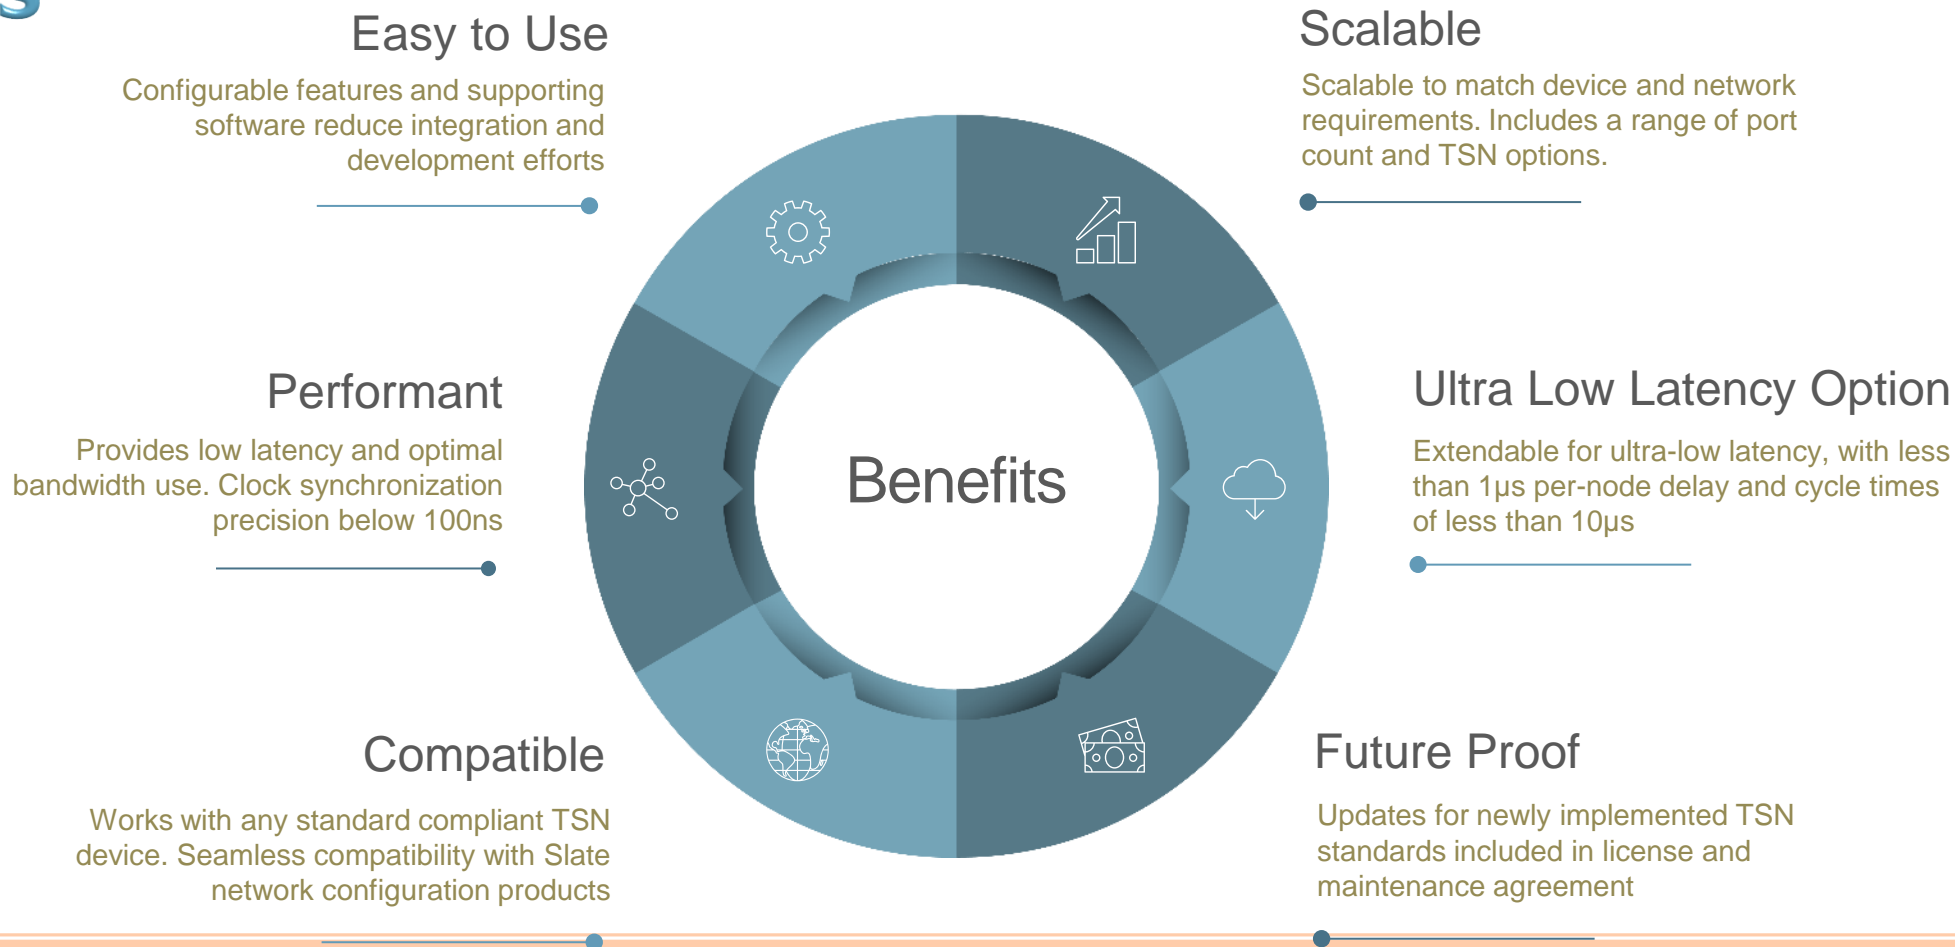 s
Easy to Use
Configurable features and supporting
software reduce integration and
development efforts
Scalable
Scalable to match device and network
requirements. Includes a range of port
count and TSN options.
Performant
Provides low latency and optimal
bandwidth use. Clock synchronization
precision below 100ns
Benefits
Ultra Low Latency Option
Extendable for ultra-low latency, with less
than 1µs per-node delay and cycle times
of less than 10µs
Compatible
Works with any standard compliant TSN
device. Seamless compatibility with Slate
network configuration products
Future Proof
Updates for newly implemented TSN
standards included in license and
maintenance agreement